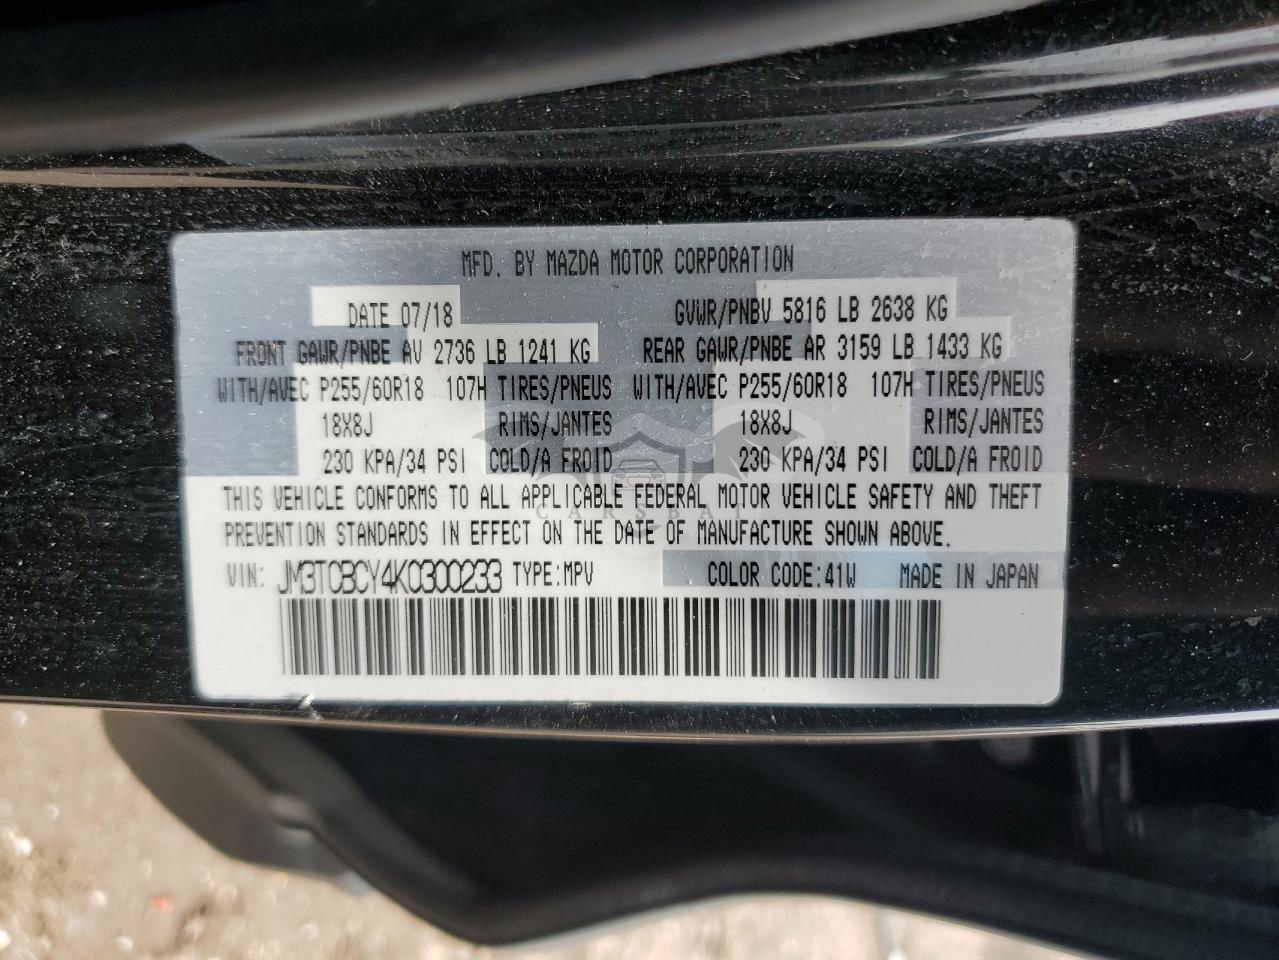 MFD. BY MAZDA MOTOR CORPORATION
DATE 07/18 GVWR/PNBV 5816 LB 2638 KG
FRONT GAWR/PNBE AV 2736 LB 1241 KG REAR GAWR/PNBE AR 3159 LB 1433 KG
WITH/AVEC P255/60R18 107H TIRES/PNEUS WITH/AVEC P255/60R18 107H TIRES/PNEUS
18X8J RIMS/JANTES 18X8J RIMS/JANTES
230 KPA/34 PSI COLD/A FROID 230 KPA/34 PSI COLD/A FROID
THIS VEHICLE CONFORMS TO ALL APPLICABLE FEDERAL MOTOR VEHICLE SAFETY AND THEFT
CARSBAT
PREVENTION STANDARDS IN EFFECT ON THE DATE OF MANUFACTURE SHOWN ABOVE.
VIN: JM3TCBCY4K0300233 TYPE:MPV COLOR CODE:41W MADE IN JAPAN